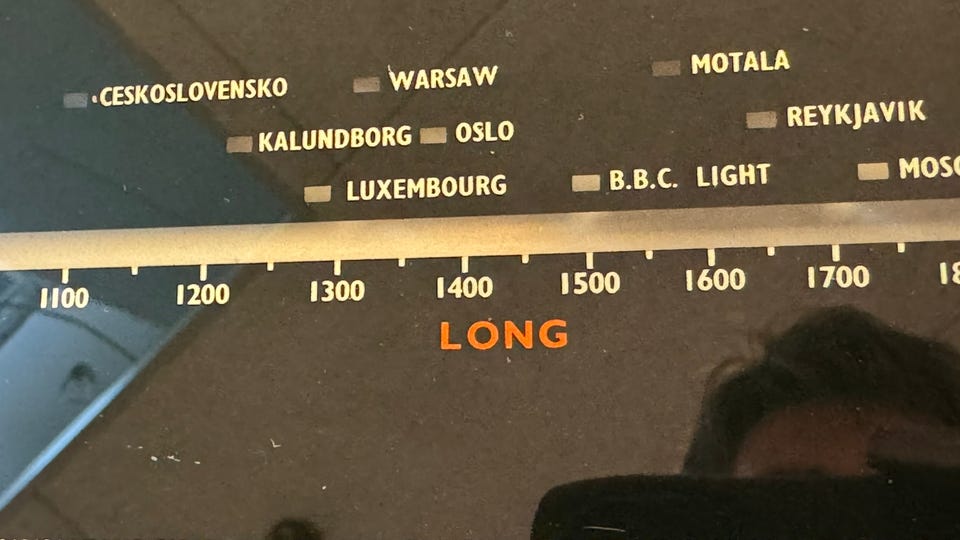 CESKOSLOVENSKO WARSAW MOTALA
KALUNDBORG OSLO REYKJAVIK
LUXEMBOURG B.B.C. LIGHT
1100 1200 1300 1400 1500 1600 1700
LONG